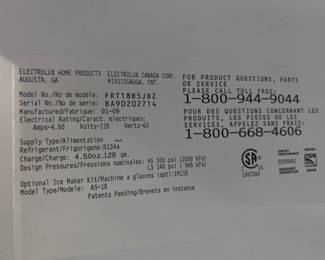 ELECTROLUX HOME PRODUCTS
AUGUSTA, GA
ELECTROLUX CANADA CORP.
MISSISSAUGA, ONT.
Model No/No de modele: FRT18B5JB2
Serial No/No de serie: BA90202714
Manufactured/Fabrique: 01-09
Electrical Rating/Caract. electriques:
Amps-4.50 Volts-115 Hertz-60
Supply Type/Alimentation ~
Refrigerant/Frigorigene: R134a
Charge/Charge: 4.50oz.128 gm.
Design Pressures/Pressions nominales: HS 300 psi (2069 kPa)
LS 140 psi (965 kPa)
Optional Ice Maker Kit/Machine a glacons (opt): IM116
Model Type/Modele: A5-18
Patents Pending/Brevets en instance
FOR PRODUCT QUESTIONS, PARTS
OR SERVICE
PLEASE CALL
1-800-944-9044
POUR DES QUESTIONS CONCERNANT
LES PRODUITS, LES PIECES OU LES
SERVICES, APPELEZ SANS FRAIS
1-800-668-4606
LR67009